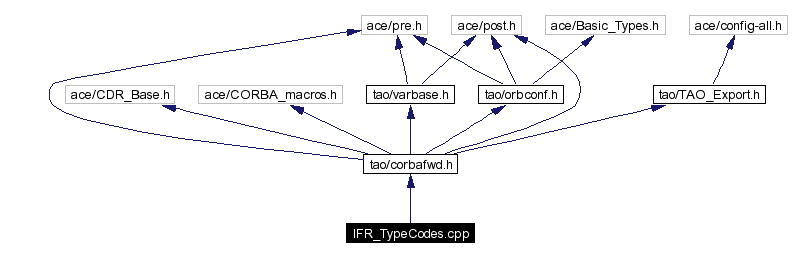 ace/pre.h
ace/post.h
ace/Basic_Types.h
ace/config-all.h
ace/CDR_Base.h
ace/CORBA_macros.h
tao/varbase.h
tao/orbconf.h
tao/TAO_Export.h
tao/corbafwd.h
IFR_TypeCodes.cpp